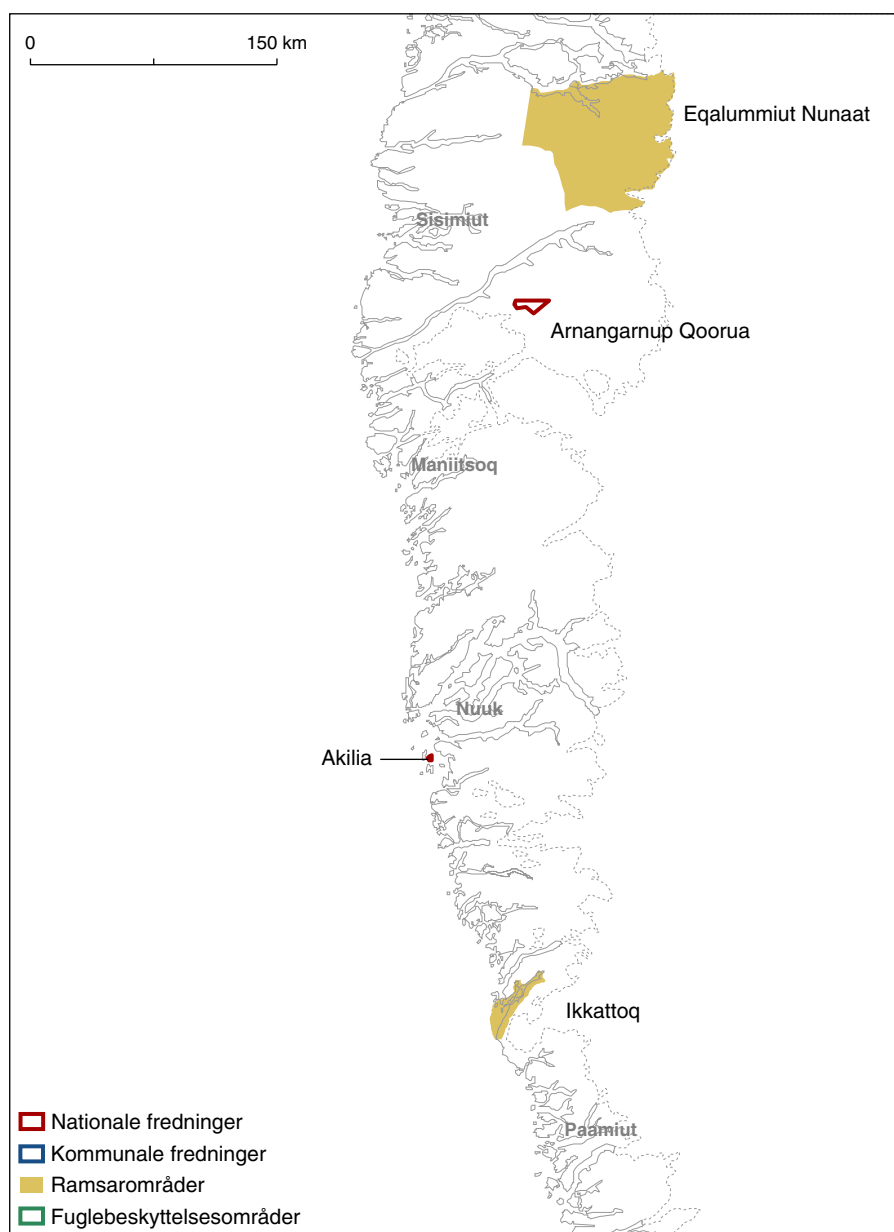 0 150 km
Eqalummiut Nunaat
Sisimiut
Arnangarnup Qoorua
Maniitsoq
Nuuk
Akilia
Ikkattoq
Paamiut
Nationale fredninger
Kommunale fredninger
Ramsarområder
Fuglebeskyttelsesområder